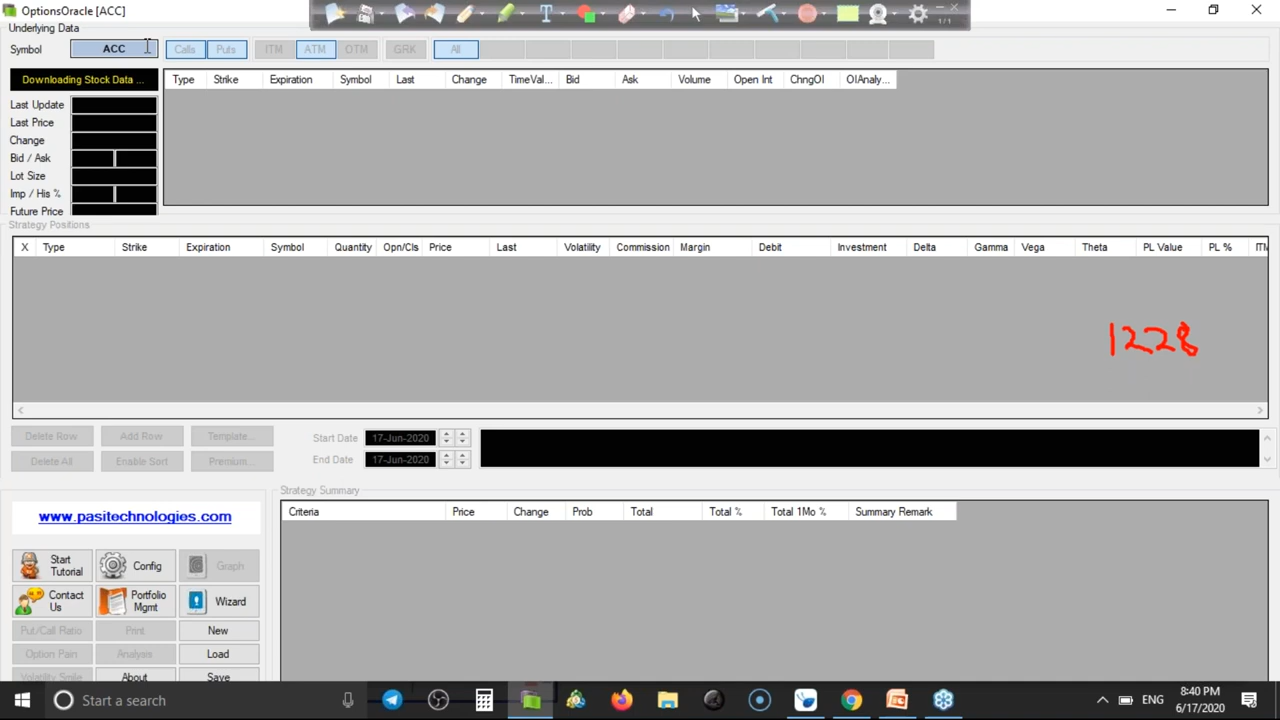 OptionsOracle [ACC]
1/1
Underlying Data
Symbol ACC Calls Puts ITM ATM OTM GRK All
Downloading Stock Data ...
Type Strike Expiration Symbol Last Change TimeVal... Bid Ask Volume Open Int ChngOI OIAnaly...
Last Update
Last Price
Change
Bid / Ask
Lot Size
Imp / His %
Future Price
Strategy Positions
X Type Strike Expiration Symbol Quantity Opn/Cls Price Last Volatility Commission Margin Debit Investment Delta Gamma Vega Theta PL Value PL % ITM
1228
Delete Row Add Row Template... Start Date 17-Jun-2020
Delete All Enable Sort Premium... End Date 17-Jun-2020
Strategy Summary
www.pasitechnologies.com
Criteria Price Change Prob Total Total % Total 1Mo % Summary Remark
Start Tutorial Config Graph
Contact Us Portfolio Mgmt Wizard
Put/Call Ratio Print New
Option Pain Analysis Load
Volatility Smile About Save
Start a search ENG 8:40 PM
6/17/2020